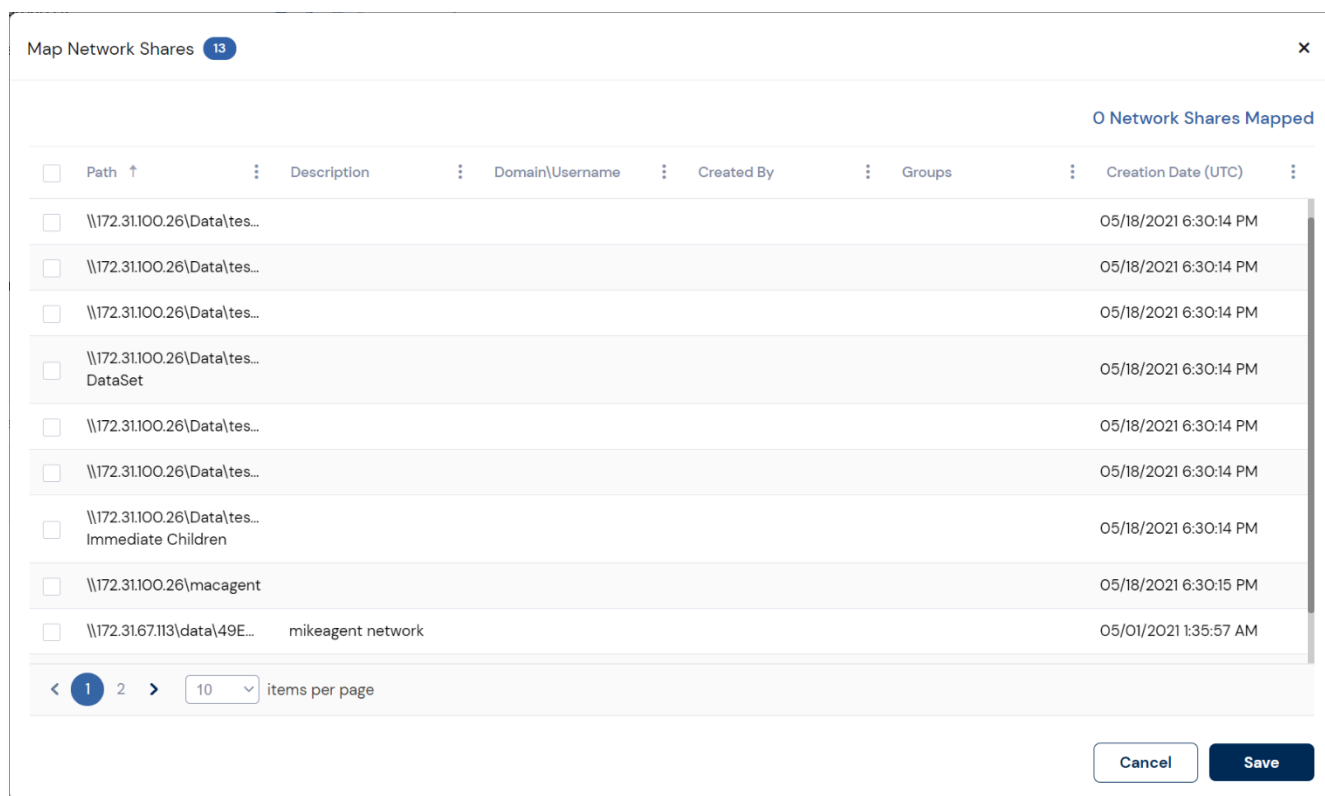 Map Network Shares 13
0 Network Shares Mapped
Path ↑ Description Domain\Username Created By Groups Creation Date (UTC)
\\172.31.100.26\Data\tes... 05/18/2021 6:30:14 PM
\\172.31.100.26\Data\tes... 05/18/2021 6:30:14 PM
\\172.31.100.26\Data\tes... 05/18/2021 6:30:14 PM
\\172.31.100.26\Data\tes...
DataSet 05/18/2021 6:30:14 PM
\\172.31.100.26\Data\tes... 05/18/2021 6:30:14 PM
\\172.31.100.26\Data\tes... 05/18/2021 6:30:14 PM
\\172.31.100.26\Data\tes...
Immediate Children 05/18/2021 6:30:14 PM
\\172.31.100.26\macagent 05/18/2021 6:30:15 PM
\\172.31.67.113\data\49E... mikeagent network 05/01/2021 1:35:57 AM
1 2 10 items per page
Cancel Save